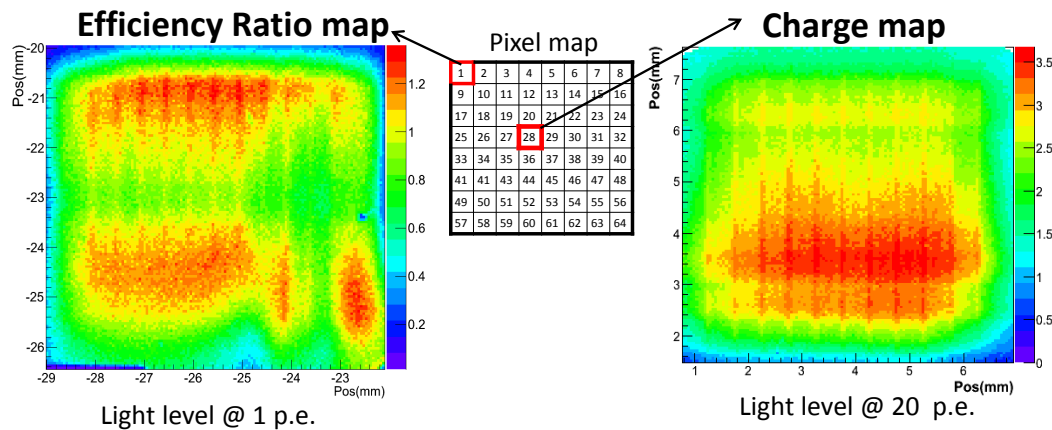 Efficiency Ratio map
Pos(mm)
-20
-21
-22
-23
-24
-25
-26
-29 -28 -27 -26 -25 -24 -23
Pos(mm)
1.2
1
0.8
0.6
0.4
0.2
Light level @ 1 p.e.
Pixel map
1 2 3 4 5 6 7 8
9 10 11 12 13 14 15 16
17 18 19 20 21 22 23 24
25 26 27 28 29 30 31 32
33 34 35 36 37 38 39 40
41 41 43 44 45 46 47 48
49 50 51 52 53 54 55 56
57 58 59 60 61 62 63 64
Charge map
Pos(mm)
7
6
5
4
3
2
1 2 3 4 5 6
Pos(mm)
3.5
3
2.5
2
1.5
1
0.5
0
Light level @ 20 p.e.